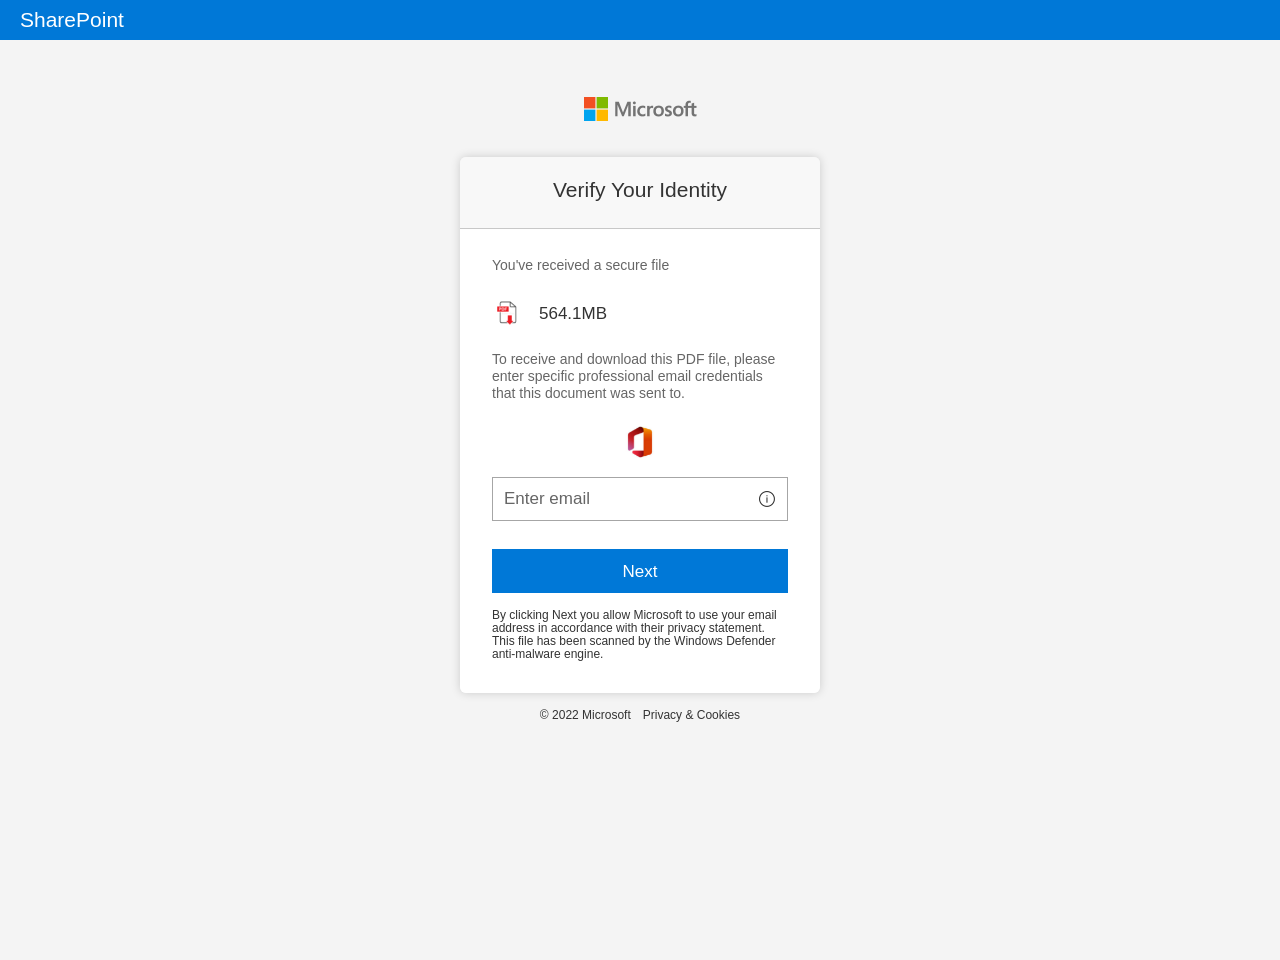 SharePoint
Microsoft
Verify Your Identity
You've received a secure file
PDF
564.1MB
To receive and download this PDF file, please
enter specific professional email credentials
that this document was sent to.
Enter email
Next
By clicking Next you allow Microsoft to use your email
address in accordance with their privacy statement.
This file has been scanned by the Windows Defender
anti-malware engine.
© 2022 Microsoft Privacy & Cookies